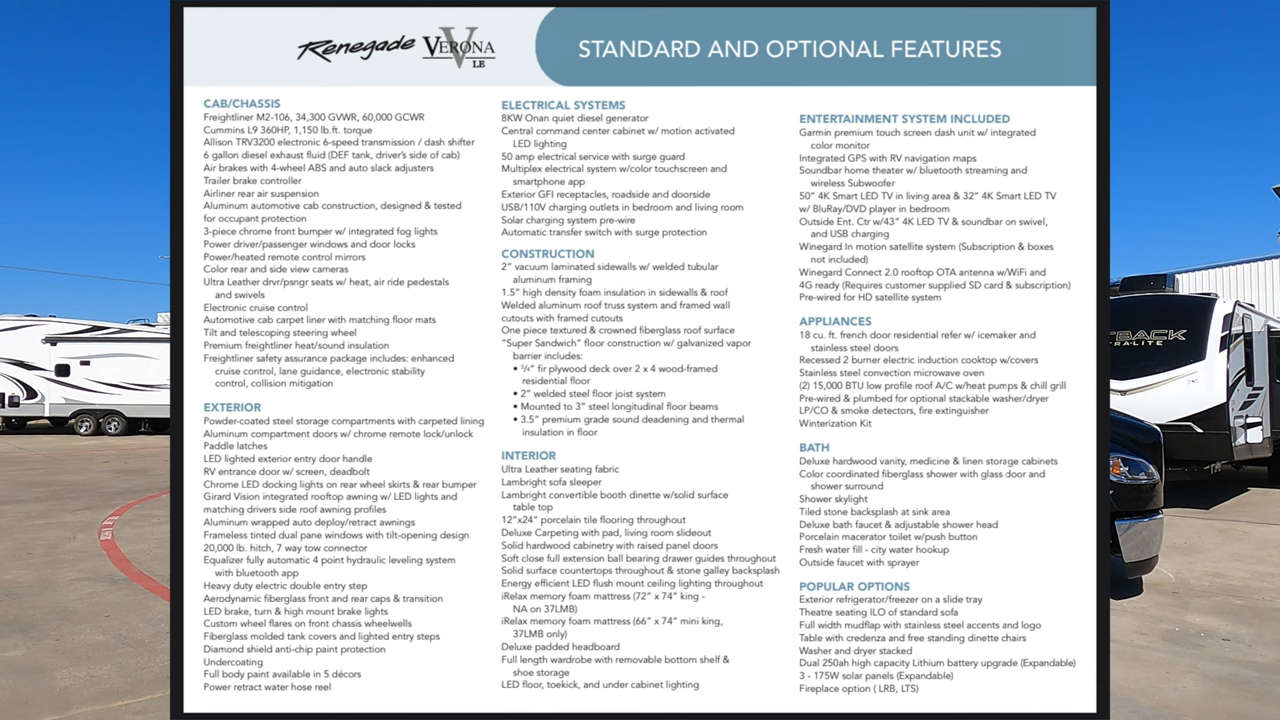 Renegade VERONA LE
STANDARD AND OPTIONAL FEATURES
CAB/CHASSIS
Freightliner M2-106, 34,300 GVWR, 60,000 GCWR
Cummins L9 360HP, 1,150 lb.ft. torque
Allison TRV3200 electronic 6-speed transmission / dash shifter
6 gallon diesel exhaust fluid (DEF tank, driver's side of cab)
Air brakes with 4-wheel ABS and auto slack adjusters
Trailer brake controller
Airliner rear air suspension
Aluminum automotive cab construction, designed & tested
for occupant protection
3-piece chrome front bumper w/ integrated fog lights
Power driver/passenger windows and door locks
Power/heated remote control mirrors
Color rear and side view cameras
Ultra Leather drvr/psngr seats w/ heat, air ride pedestals
and swivels
Electronic cruise control
Automotive cab carpet liner with matching floor mats
Tilt and telescoping steering wheel
Premium freightliner heat/sound insulation
Freightliner safety assurance package includes: enhanced
cruise control, lane guidance, electronic stability
control, collision mitigation
EXTERIOR
Powder-coated steel storage compartments with carpeted lining
Aluminum compartment doors w/ chrome remote lock/unlock
Paddle latches
LED lighted exterior entry door handle
RV entrance door w/ screen, deadbolt
Chrome LED docking lights on rear wheel skirts & rear bumper
Girard Vision integrated rooftop awning w/ LED lights and
matching drivers side roof awning profiles
Aluminum wrapped auto deploy/retract awnings
Frameless tinted dual pane windows with tilt-opening design
20,000 lb. hitch, 7 way tow connector
Equalizer fully automatic 4 point hydraulic leveling system
with bluetooth app
Heavy duty electric double entry step
Aerodynamic fiberglass front and rear caps & transition
LED brake, turn & high mount brake lights
Custom wheel flares on front chassis wheelwells
Fiberglass molded tank covers and lighted entry steps
Diamond shield anti-chip paint protection
Undercoating
Full body paint available in 5 décors
Power retract water hose reel
ELECTRICAL SYSTEMS
8KW Onan quiet diesel generator
Central command center cabinet w/ motion activated
LED lighting
50 amp electrical service with surge guard
Multiplex electrical system w/color touchscreen and
smartphone app
Exterior GFI receptacles, roadside and doorside
USB/110V charging outlets in bedroom and living room
Solar charging system pre-wire
Automatic transfer switch with surge protection
CONSTRUCTION
2" vacuum laminated sidewalls w/ welded tubular
aluminum framing
1.5" high density foam insulation in sidewalls & roof
Welded aluminum roof truss system and framed wall
cutouts with framed cutouts
One piece textured & crowned fiberglass roof surface
"Super Sandwich" floor construction w/ galvanized vapor
barrier includes:
• 3/4" fir plywood deck over 2 x 4 wood-framed
residential floor
• 2" welded steel floor joist system
• Mounted to 3" steel longitudinal floor beams
• 3.5" premium grade sound deadening and thermal
insulation in floor
INTERIOR
Ultra Leather seating fabric
Lambright sofa sleeper
Lambright convertible booth dinette w/solid surface
table top
12"x24" porcelain tile flooring throughout
Deluxe Carpeting with pad, living room slideout
Solid hardwood cabinetry with raised panel doors
Soft close full extension ball bearing drawer guides throughout
Solid surface countertops throughout & stone galley backsplash
Energy efficient LED flush mount ceiling lighting throughout
iRelax memory foam mattress (72" x 74" king -
NA on 37LMB)
iRelax memory foam mattress (66" x 74" mini king,
37LMB only)
Deluxe padded headboard
Full length wardrobe with removable bottom shelf &
shoe storage
LED floor, toekick, and under cabinet lighting
ENTERTAINMENT SYSTEM INCLUDED
Garmin premium touch screen dash unit w/ integrated
color monitor
Integrated GPS with RV navigation maps
Soundbar home theater w/ bluetooth streaming and
wireless Subwoofer
50" 4K Smart LED TV in living area & 32" 4K Smart LED TV
w/ BluRay/DVD player in bedroom
Outside Ent. Ctr w/43" 4K LED TV & soundbar on swivel,
and USB charging
Winegard In motion satellite system (Subscription & boxes
not included)
Winegard Connect 2.0 rooftop OTA antenna w/WiFi and
4G ready (Requires customer supplied SD card & subscription)
Pre-wired for HD satellite system
APPLIANCES
18 cu. ft. french door residential refer w/ icemaker and
stainless steel doors
Recessed 2 burner electric induction cooktop w/covers
Stainless steel convection microwave oven
(2) 15,000 BTU low profile roof A/C w/heat pumps & chill grill
Pre-wired & plumbed for optional stackable washer/dryer
LP/CO & smoke detectors, fire extinguisher
Winterization Kit
BATH
Deluxe hardwood vanity, medicine & linen storage cabinets
Color coordinated fiberglass shower with glass door and
shower surround
Shower skylight
Tiled stone backsplash at sink area
Deluxe bath faucet & adjustable shower head
Porcelain macerator toilet w/push button
Fresh water fill - city water hookup
Outside faucet with sprayer
POPULAR OPTIONS
Exterior refrigerator/freezer on a slide tray
Theatre seating ILO of standard sofa
Full width mudflap with stainless steel accents and logo
Table with credenza and free standing dinette chairs
Washer and dryer stacked
Dual 250ah high capacity Lithium battery upgrade (Expandable)
3 - 175W solar panels (Expandable)
Fireplace option ( LRB, LTS)